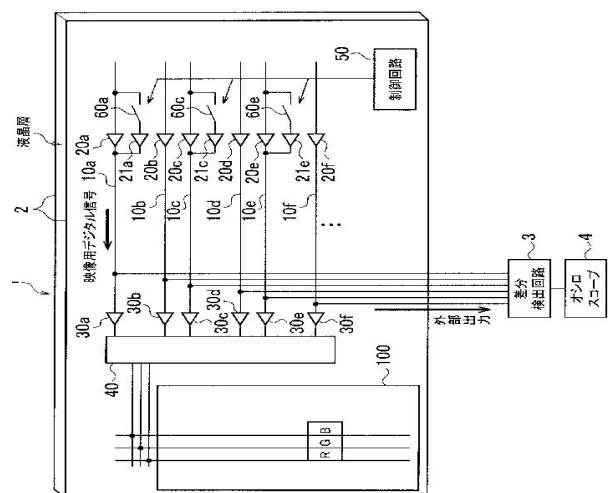 1
2
液晶層
映像用デジタル信号
10a
20a
60a
21a
20b
10b
20c
60c
10c
21c
20d
10d
20e
60e
10e
21e
20f
10f
50
制御回路
30a
30b
30c
30d
30e
30f
40
100
R G B
外部出力
差分
検出回路
3
オシロ
スコープ
4